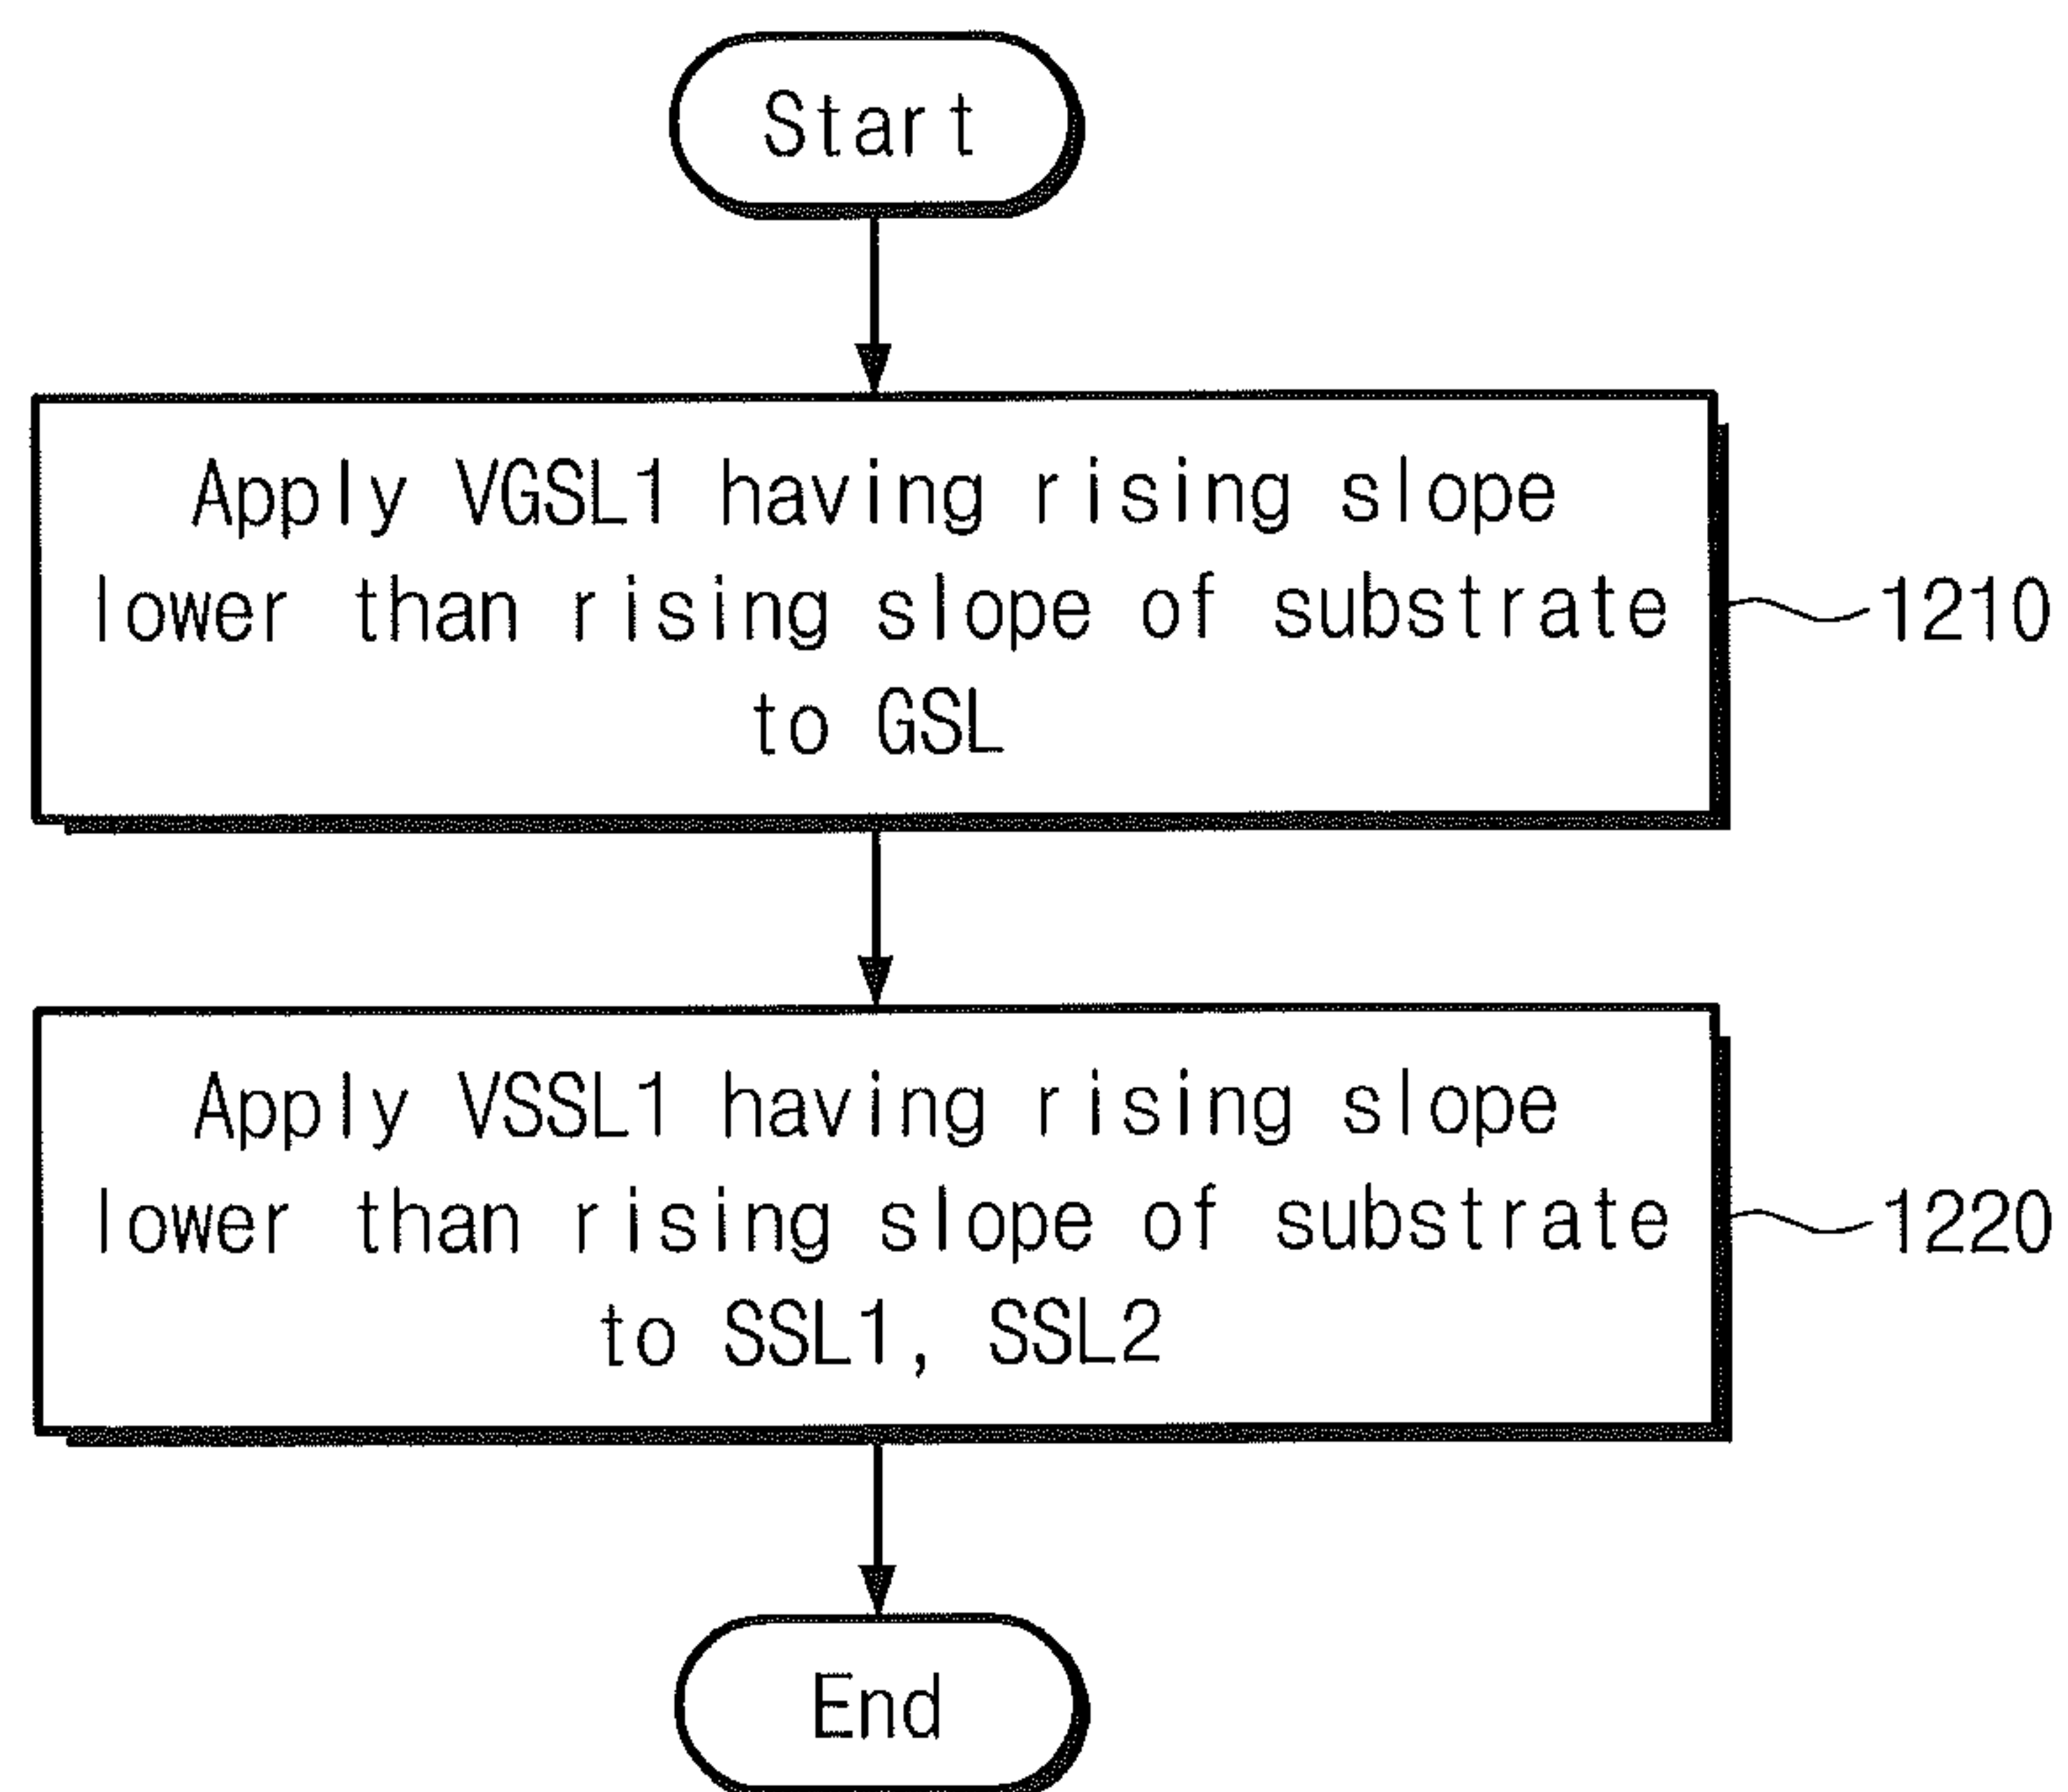 Start
Apply VGSL1 having rising slope
lower than rising slope of substrate
to GSL
1210
Apply VSSL1 having rising slope
lower than rising slope of substrate
to SSL1, SSL2
1220
End